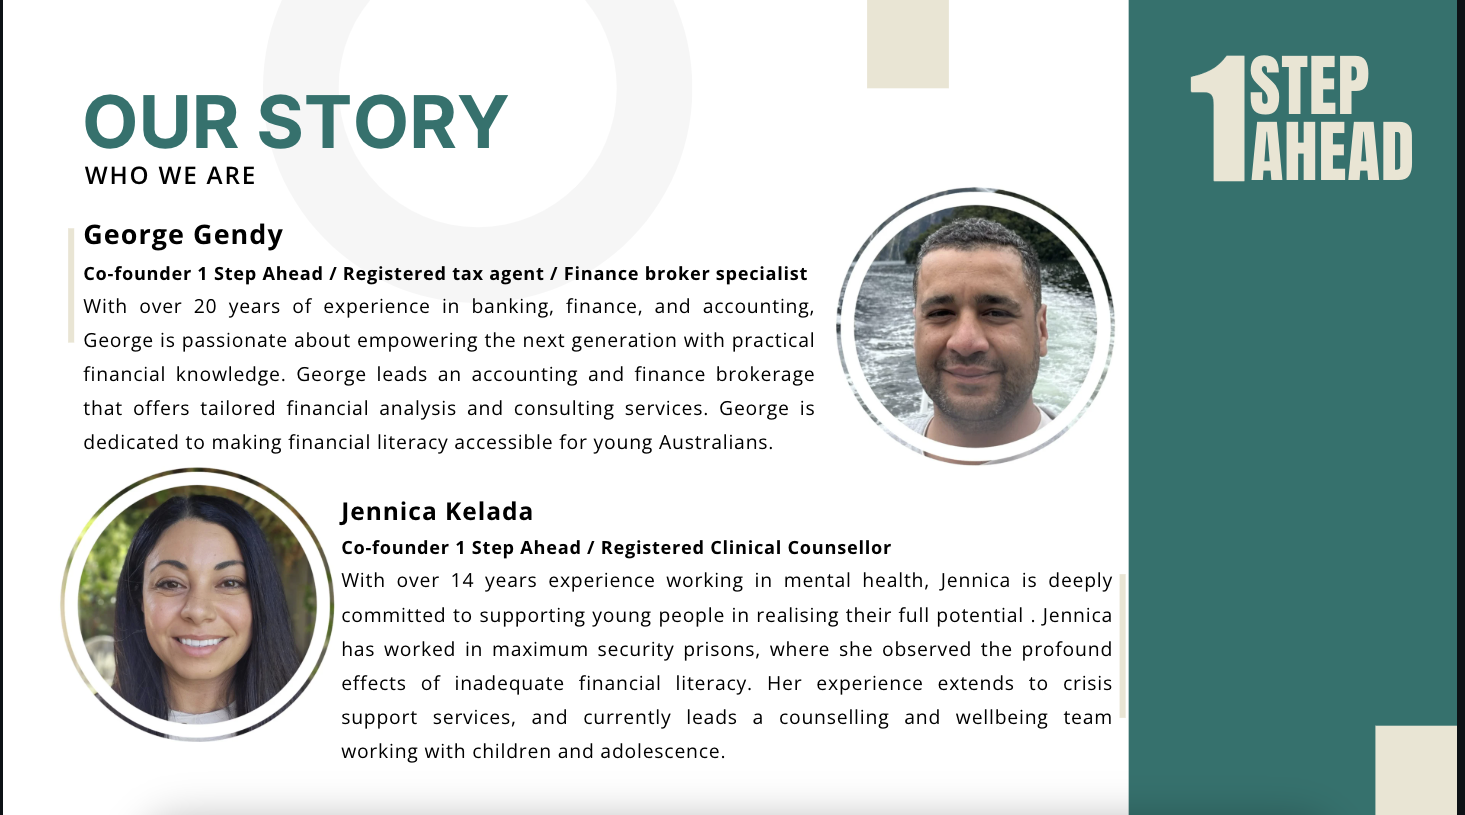 OUR STORY
WHO WE ARE
1 STEP
AHEAD
George Gendy
Co-founder 1 Step Ahead / Registered tax agent / Finance broker specialist
With over 20 years of experience in banking, finance, and accounting,
George is passionate about empowering the next generation with practical
financial knowledge. George leads an accounting and finance brokerage
that offers tailored financial analysis and consulting services. George is
dedicated to making financial literacy accessible for young Australians.
Jennica Kelada
Co-founder 1 Step Ahead / Registered Clinical Counsellor
With over 14 years experience working in mental health, Jennica is deeply
committed to supporting young people in realising their full potential . Jennica
has worked in maximum security prisons, where she observed the profound
effects of inadequate financial literacy. Her experience extends to crisis
support services, and currently leads a counselling and wellbeing team
working with children and adolescence.